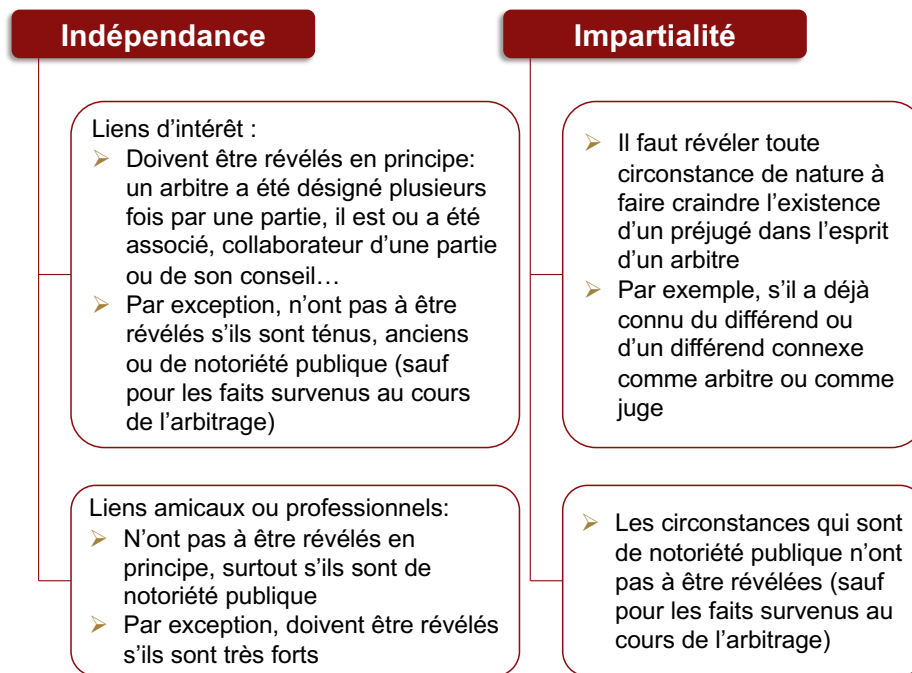 Indépendance
Liens d'intérêt :
➢ Doivent être révélés en principe:
un arbitre a été désigné plusieurs
fois par une partie, il est ou a été
associé, collaborateur d'une partie
ou de son conseil…
➢ Par exception, n'ont pas à être
révélés s'ils sont ténus, anciens
ou de notoriété publique (sauf
pour les faits survenus au cours
de l'arbitrage)
Liens amicaux ou professionnels:
➢ N'ont pas à être révélés en
principe, surtout s'ils sont de
notoriété publique
➢ Par exception, doivent être révélés
s'ils sont très forts
Impartialité
➢ Il faut révéler toute
circonstance de nature à
faire craindre l'existence
d'un préjugé dans l'esprit
d'un arbitre
➢ Par exemple, s'il a déjà
connu du différend ou
d'un différend connexe
comme arbitre ou comme
juge
➢ Les circonstances qui sont
de notoriété publique n'ont
pas à être révélées (sauf
pour les faits survenus au
cours de l'arbitrage)